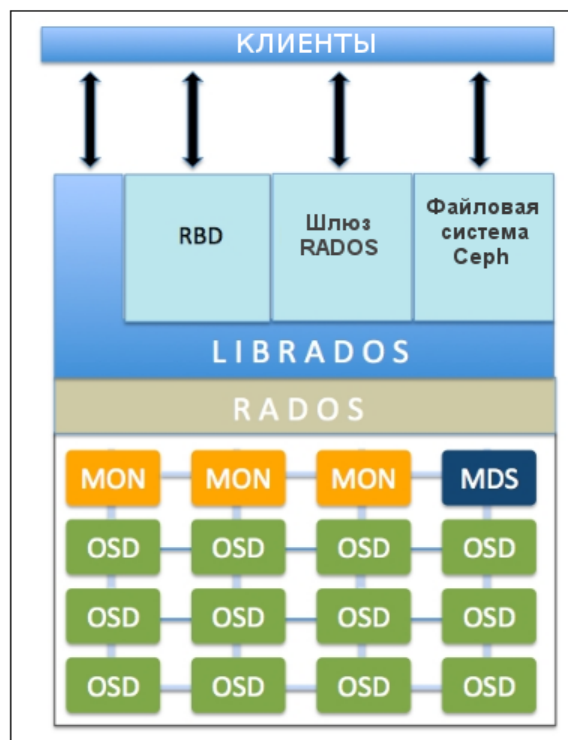 КЛИЕНТЫ
RBD
Шлюз
RADOS
Файловая
система
Ceph
LIBRADOS
RADOS
MON MON MON MDS
OSD OSD OSD OSD
OSD OSD OSD OSD
OSD OSD OSD OSD